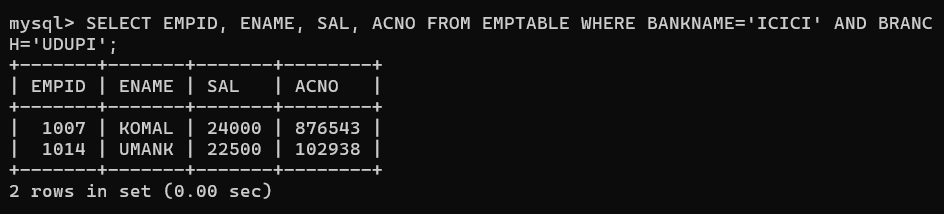 mysql> SELECT EMPID, ENAME, SAL, ACNO FROM EMPTABLE WHERE BANKNAME='ICICI' AND BRANC
H='UDUPI';
+-------+-------+-------+--------+
| EMPID | ENAME | SAL   | ACNO   |
+-------+-------+-------+--------+
|  1007 | KOMAL | 24000 | 876543 |
|  1014 | UMANK | 22500 | 102938 |
+-------+-------+-------+--------+
2 rows in set (0.00 sec)